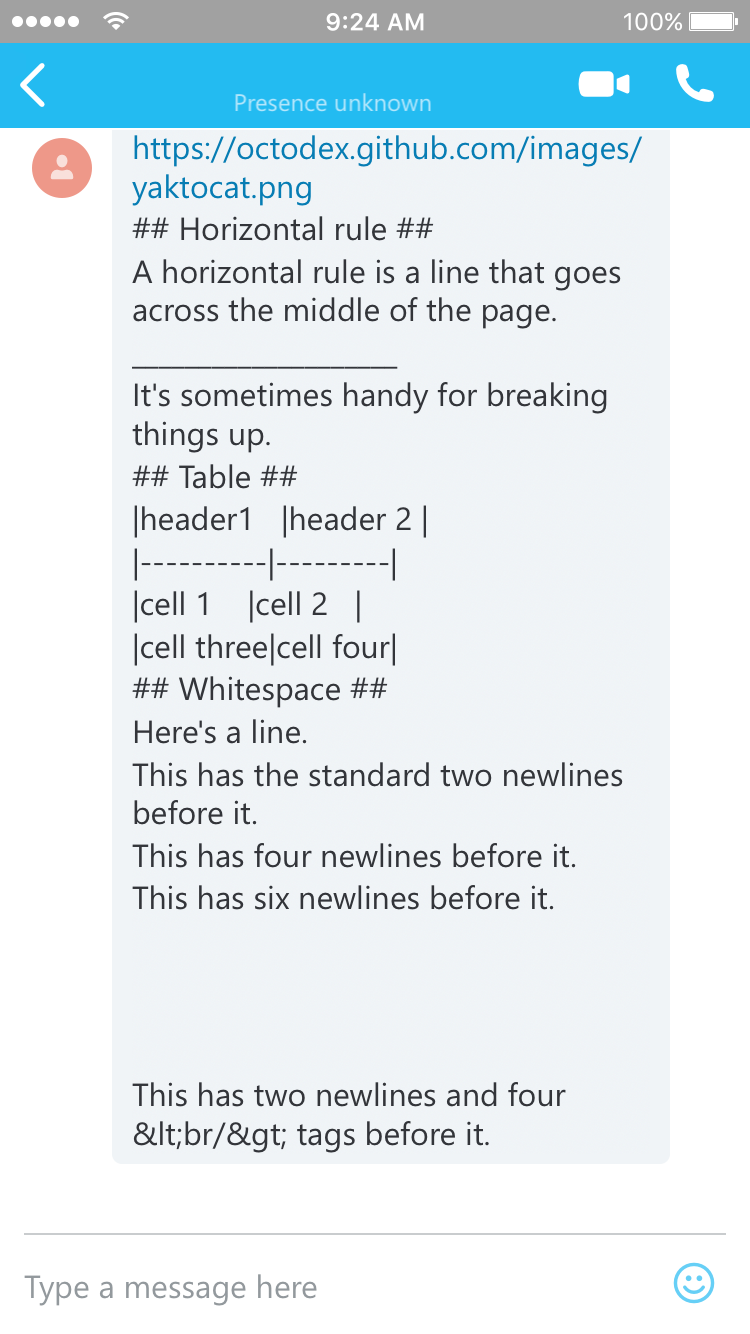 9:24 AM
100%
Presence unknown
https://octodex.github.com/images/
yaktocat.png
## Horizontal rule ##
A horizontal rule is a line that goes
across the middle of the page.
___________________
It's sometimes handy for breaking
things up.
## Table ##
|header1   |header 2 |
|----------|---------|
|cell 1    |cell 2   |
|cell three|cell four|
## Whitespace ##
Here's a line.
This has the standard two newlines
before it.
This has four newlines before it.
This has six newlines before it.
This has two newlines and four
&lt;br/&gt; tags before it.
Type a message here